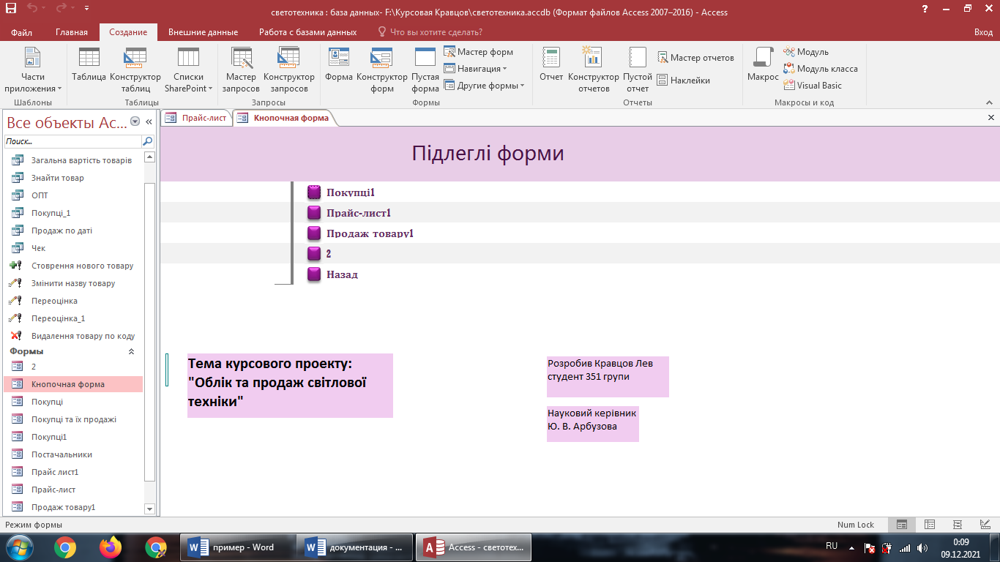 светотехника : база данных- F:\Курсовая Кравцов\светотехника.accdb (Формат файлов Access 2007–2016) - Access
Файл Главная Создание Внешние данные Работа с базами данных Что вы хотите сделать? Вход
Части приложения
Шаблоны
Таблица
Конструктор таблиц
Списки SharePoint
Таблицы
Мастер запросов
Конструктор запросов
Запросы
Форма
Конструктор форм
Пустая форма
Мастер форм
Навигация
Другие формы
Формы
Отчет
Конструктор отчетов
Пустой отчет
Мастер отчетов
Наклейки
Отчеты
Макрос
Модуль
Модуль класса
Visual Basic
Макросы и код
Все объекты Ac...
Поиск...
Загальна вартість товарів
Знайти товар
ОПТ
Покупці_1
Продаж по даті
Чек
Стоврення нового товару
Змінити назву товару
Переоцінка
Переоцінка_1
Видалення товару по коду
Формы
2
Кнопочная форма
Покупці
Покупці та їх продажі
Покупці1
Постачальники
Прайс лист1
Прайс-лист
Продаж товару1
Прайс-лист Кнопочная форма
Підлеглі форми
Покупці1
Прайс-лист1
Продаж товару1
2
Назад
Тема курсового проекту:
"Облік та продаж світлової
техніки"
Розробив Кравцов Лев
студент 351 групи
Науковий керівник
Ю. В. Арбузова
Режим формы
Num Lock
пример - Word
документация - ...
Access - светотех...
RU
0:09
09.12.2021